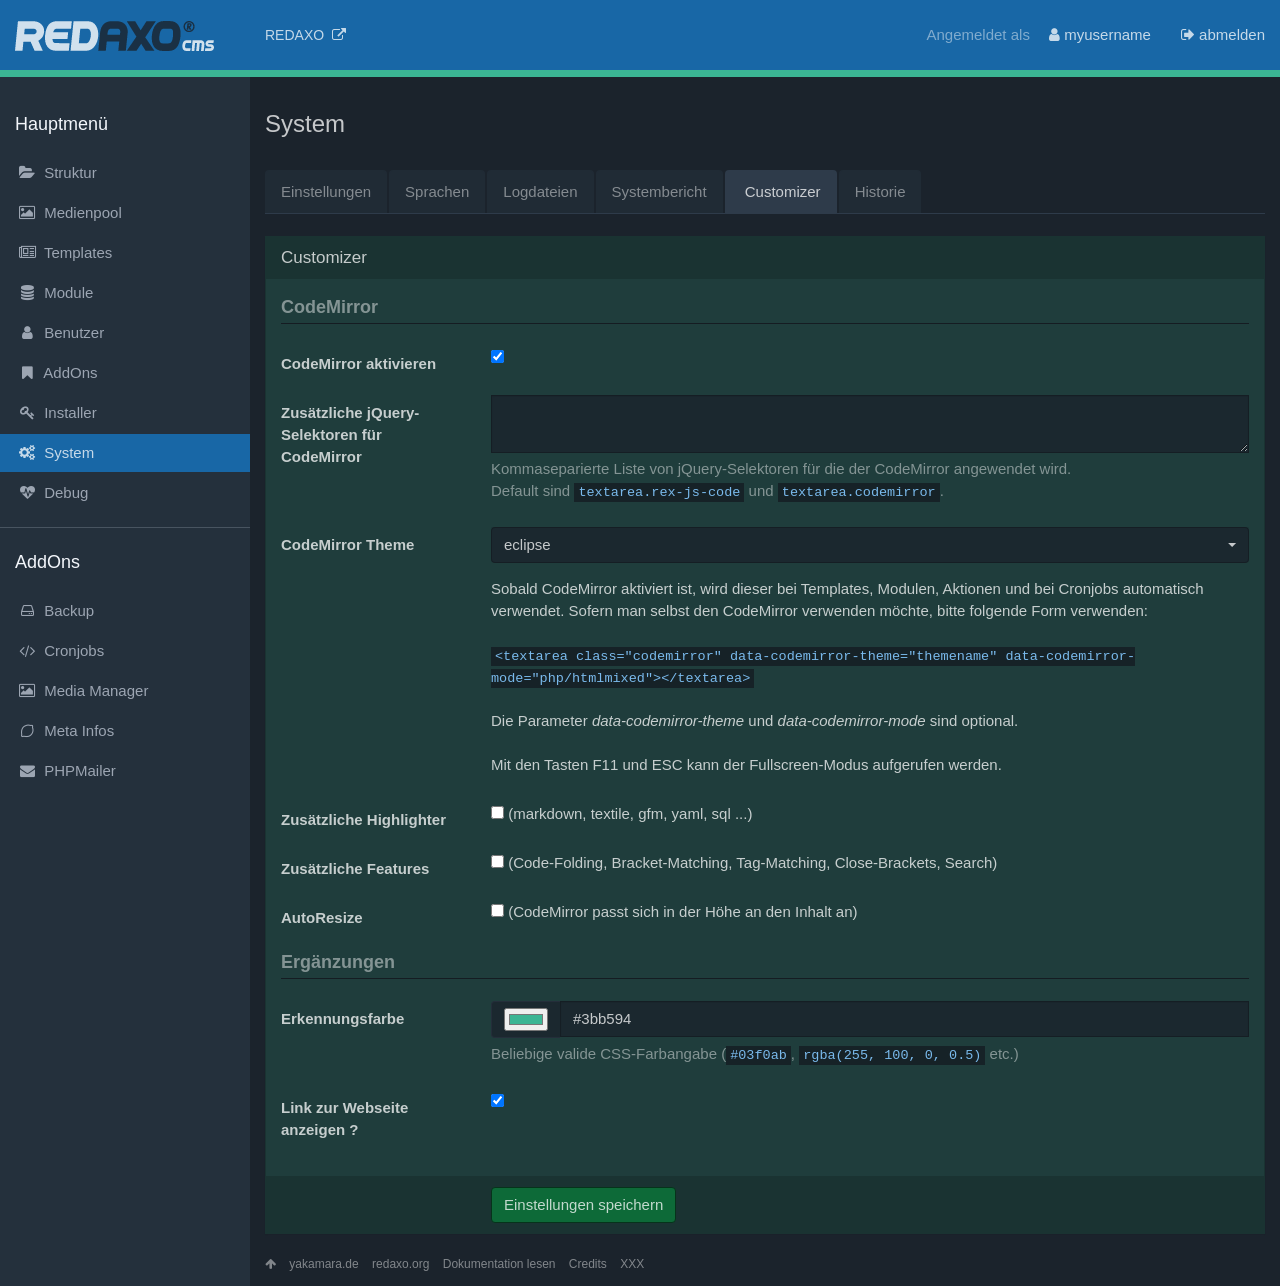 REDAXO® cms
REDAXO
Angemeldet als myusername abmelden
Hauptmenü
Struktur
Medienpool
Templates
Module
Benutzer
AddOns
Installer
System
Debug
AddOns
Backup
Cronjobs
Media Manager
Meta Infos
PHPMailer
System
Einstellungen Sprachen Logdateien Systembericht Customizer Historie
Customizer
CodeMirror
CodeMirror aktivieren
Zusätzliche jQuery-
Selektoren für
CodeMirror
Kommaseparierte Liste von jQuery-Selektoren für die der CodeMirror angewendet wird.
Default sind textarea.rex-js-code und textarea.codemirror.
CodeMirror Theme
eclipse
Sobald CodeMirror aktiviert ist, wird dieser bei Templates, Modulen, Aktionen und bei Cronjobs automatisch
verwendet. Sofern man selbst den CodeMirror verwenden möchte, bitte folgende Form verwenden:
<textarea class="codemirror" data-codemirror-theme="themename" data-codemirror-
mode="php/htmlmixed"></textarea>
Die Parameter data-codemirror-theme und data-codemirror-mode sind optional.
Mit den Tasten F11 und ESC kann der Fullscreen-Modus aufgerufen werden.
Zusätzliche Highlighter
(markdown, textile, gfm, yaml, sql ...)
Zusätzliche Features
(Code-Folding, Bracket-Matching, Tag-Matching, Close-Brackets, Search)
AutoResize
(CodeMirror passt sich in der Höhe an den Inhalt an)
Ergänzungen
Erkennungsfarbe
#3bb594
Beliebige valide CSS-Farbangabe (#03f0ab, rgba(255, 100, 0, 0.5) etc.)
Link zur Webseite
anzeigen ?
Einstellungen speichern
yakamara.de redaxo.org Dokumentation lesen Credits XXX